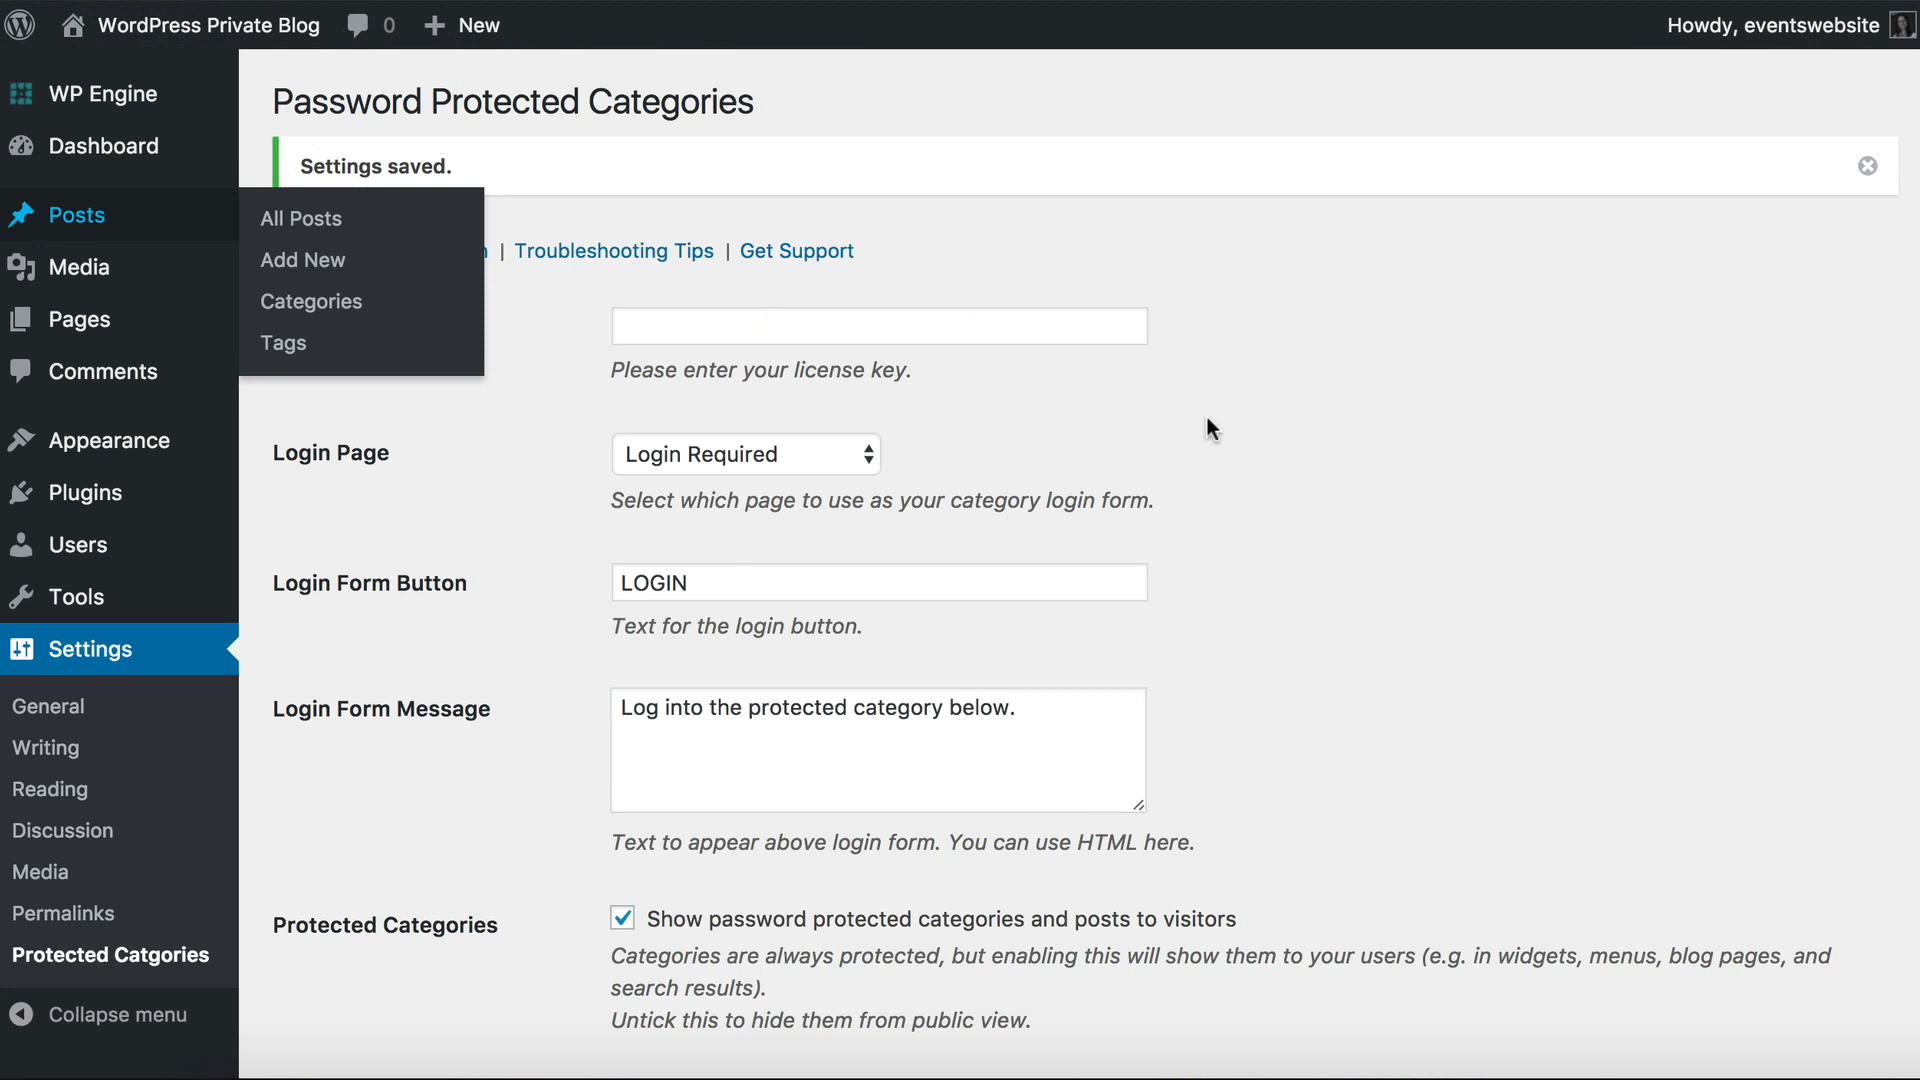 WordPress Private Blog 0 New Howdy, eventswebsite
WP Engine
Dashboard
Posts
Media
Pages
Comments
Appearance
Plugins
Users
Tools
Settings
General
Writing
Reading
Discussion
Media
Permalinks
Protected Catgories
Collapse menu
All Posts
Add New
Categories
Tags
Password Protected Categories
Settings saved.
| Troubleshooting Tips | Get Support
Please enter your license key.
Login Page Login Required
Select which page to use as your category login form.
Login Form Button LOGIN
Text for the login button.
Login Form Message Log into the protected category below.
Text to appear above login form. You can use HTML here.
Protected Categories Show password protected categories and posts to visitors
Categories are always protected, but enabling this will show them to your users (e.g. in widgets, menus, blog pages, and
search results).
Untick this to hide them from public view.